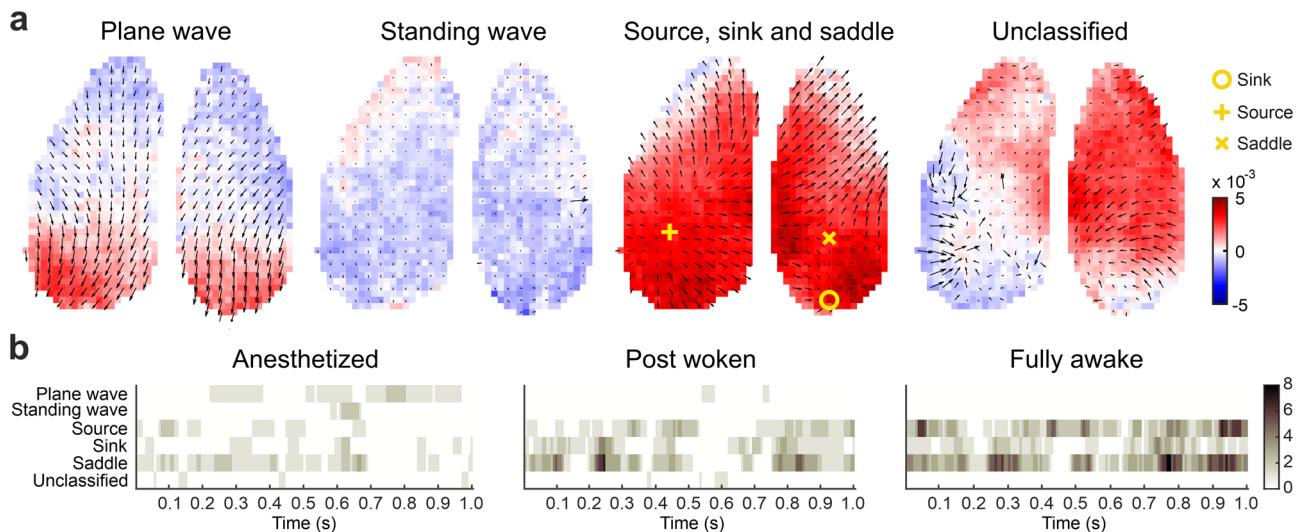 a
Plane wave
Standing wave
Source, sink and saddle
Unclassified
Sink
Source
Saddle
x 10-3
5
0
-5
b
Anesthetized
Post woken
Fully awake
Plane wave
Standing wave
Source
Sink
Saddle
Unclassified
8
6
4
2
0
0.1 0.2 0.3 0.4 0.5 0.6 0.7 0.8 0.9 1.0
0.1 0.2 0.3 0.4 0.5 0.6 0.7 0.8 0.9 1.0
0.1 0.2 0.3 0.4 0.5 0.6 0.7 0.8 0.9 1.0
Time (s)
Time (s)
Time (s)